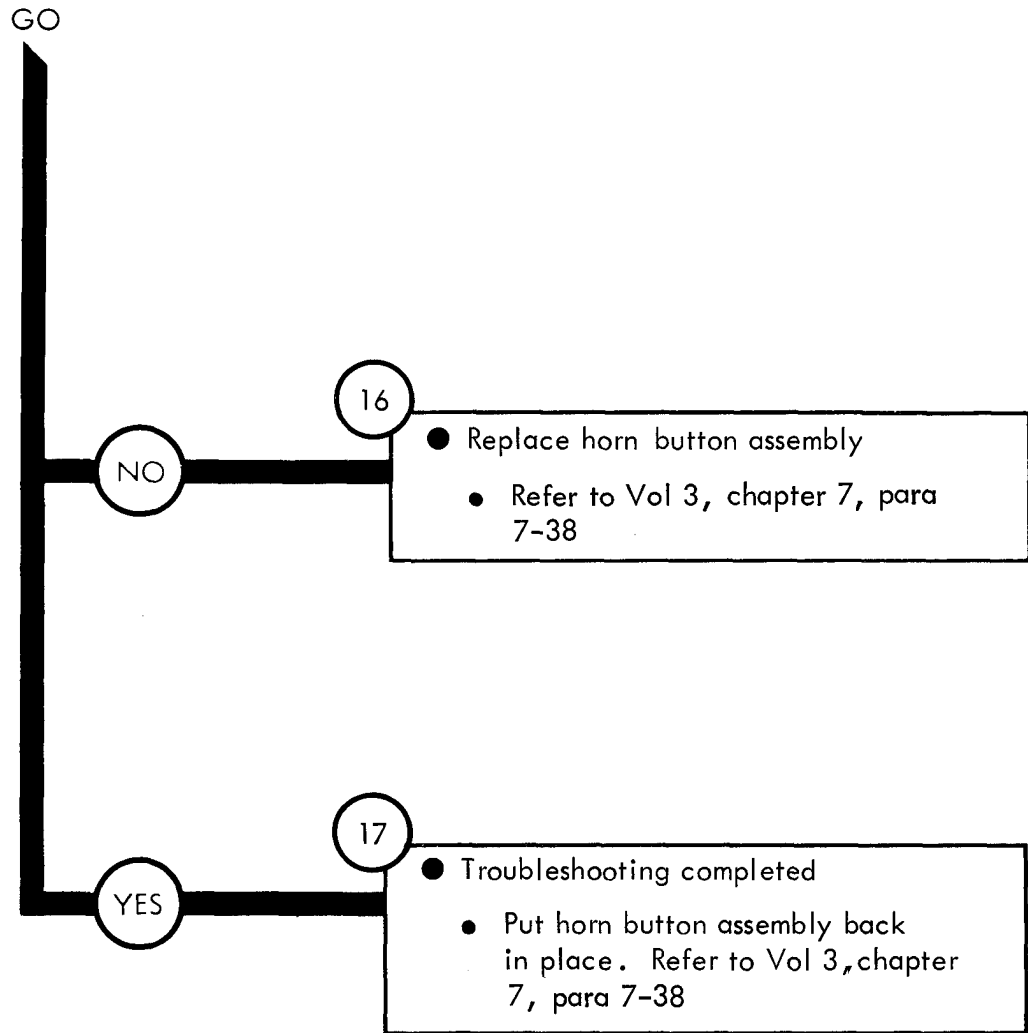 GO
16
● Replace horn button assembly
NO
● Refer to Vol 3, chapter 7, para
7-38
17
● Troubleshooting completed
YES
● Put horn button assembly back
in place. Refer to Vol 3, chapter
7, para 7-38